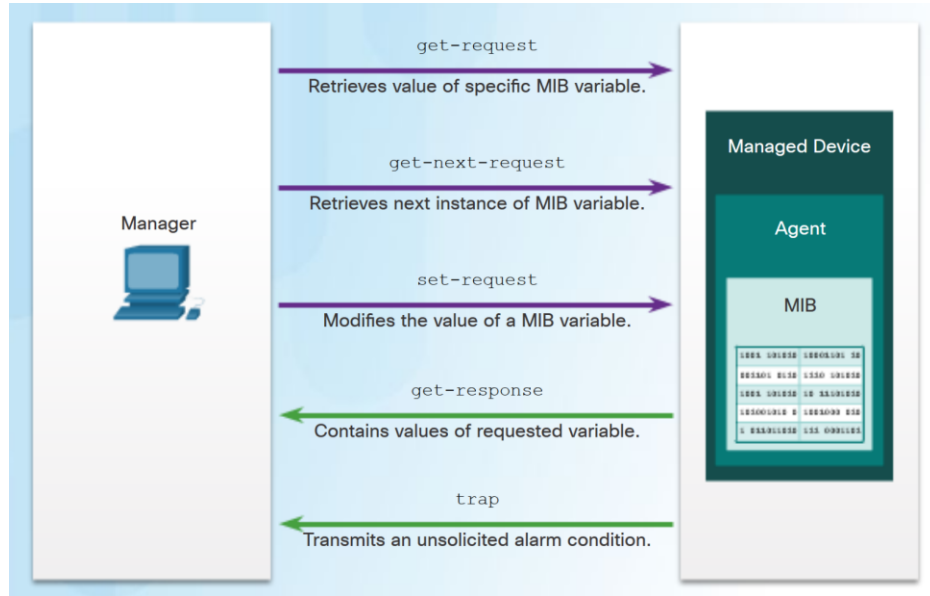 get-request
Retrieves value of specific MIB variable.
get-next-request
Retrieves next instance of MIB variable.
set-request
Modifies the value of a MIB variable.
get-response
Contains values of requested variable.
trap
Transmits an unsolicited alarm condition.
Manager
Managed Device
Agent
MIB